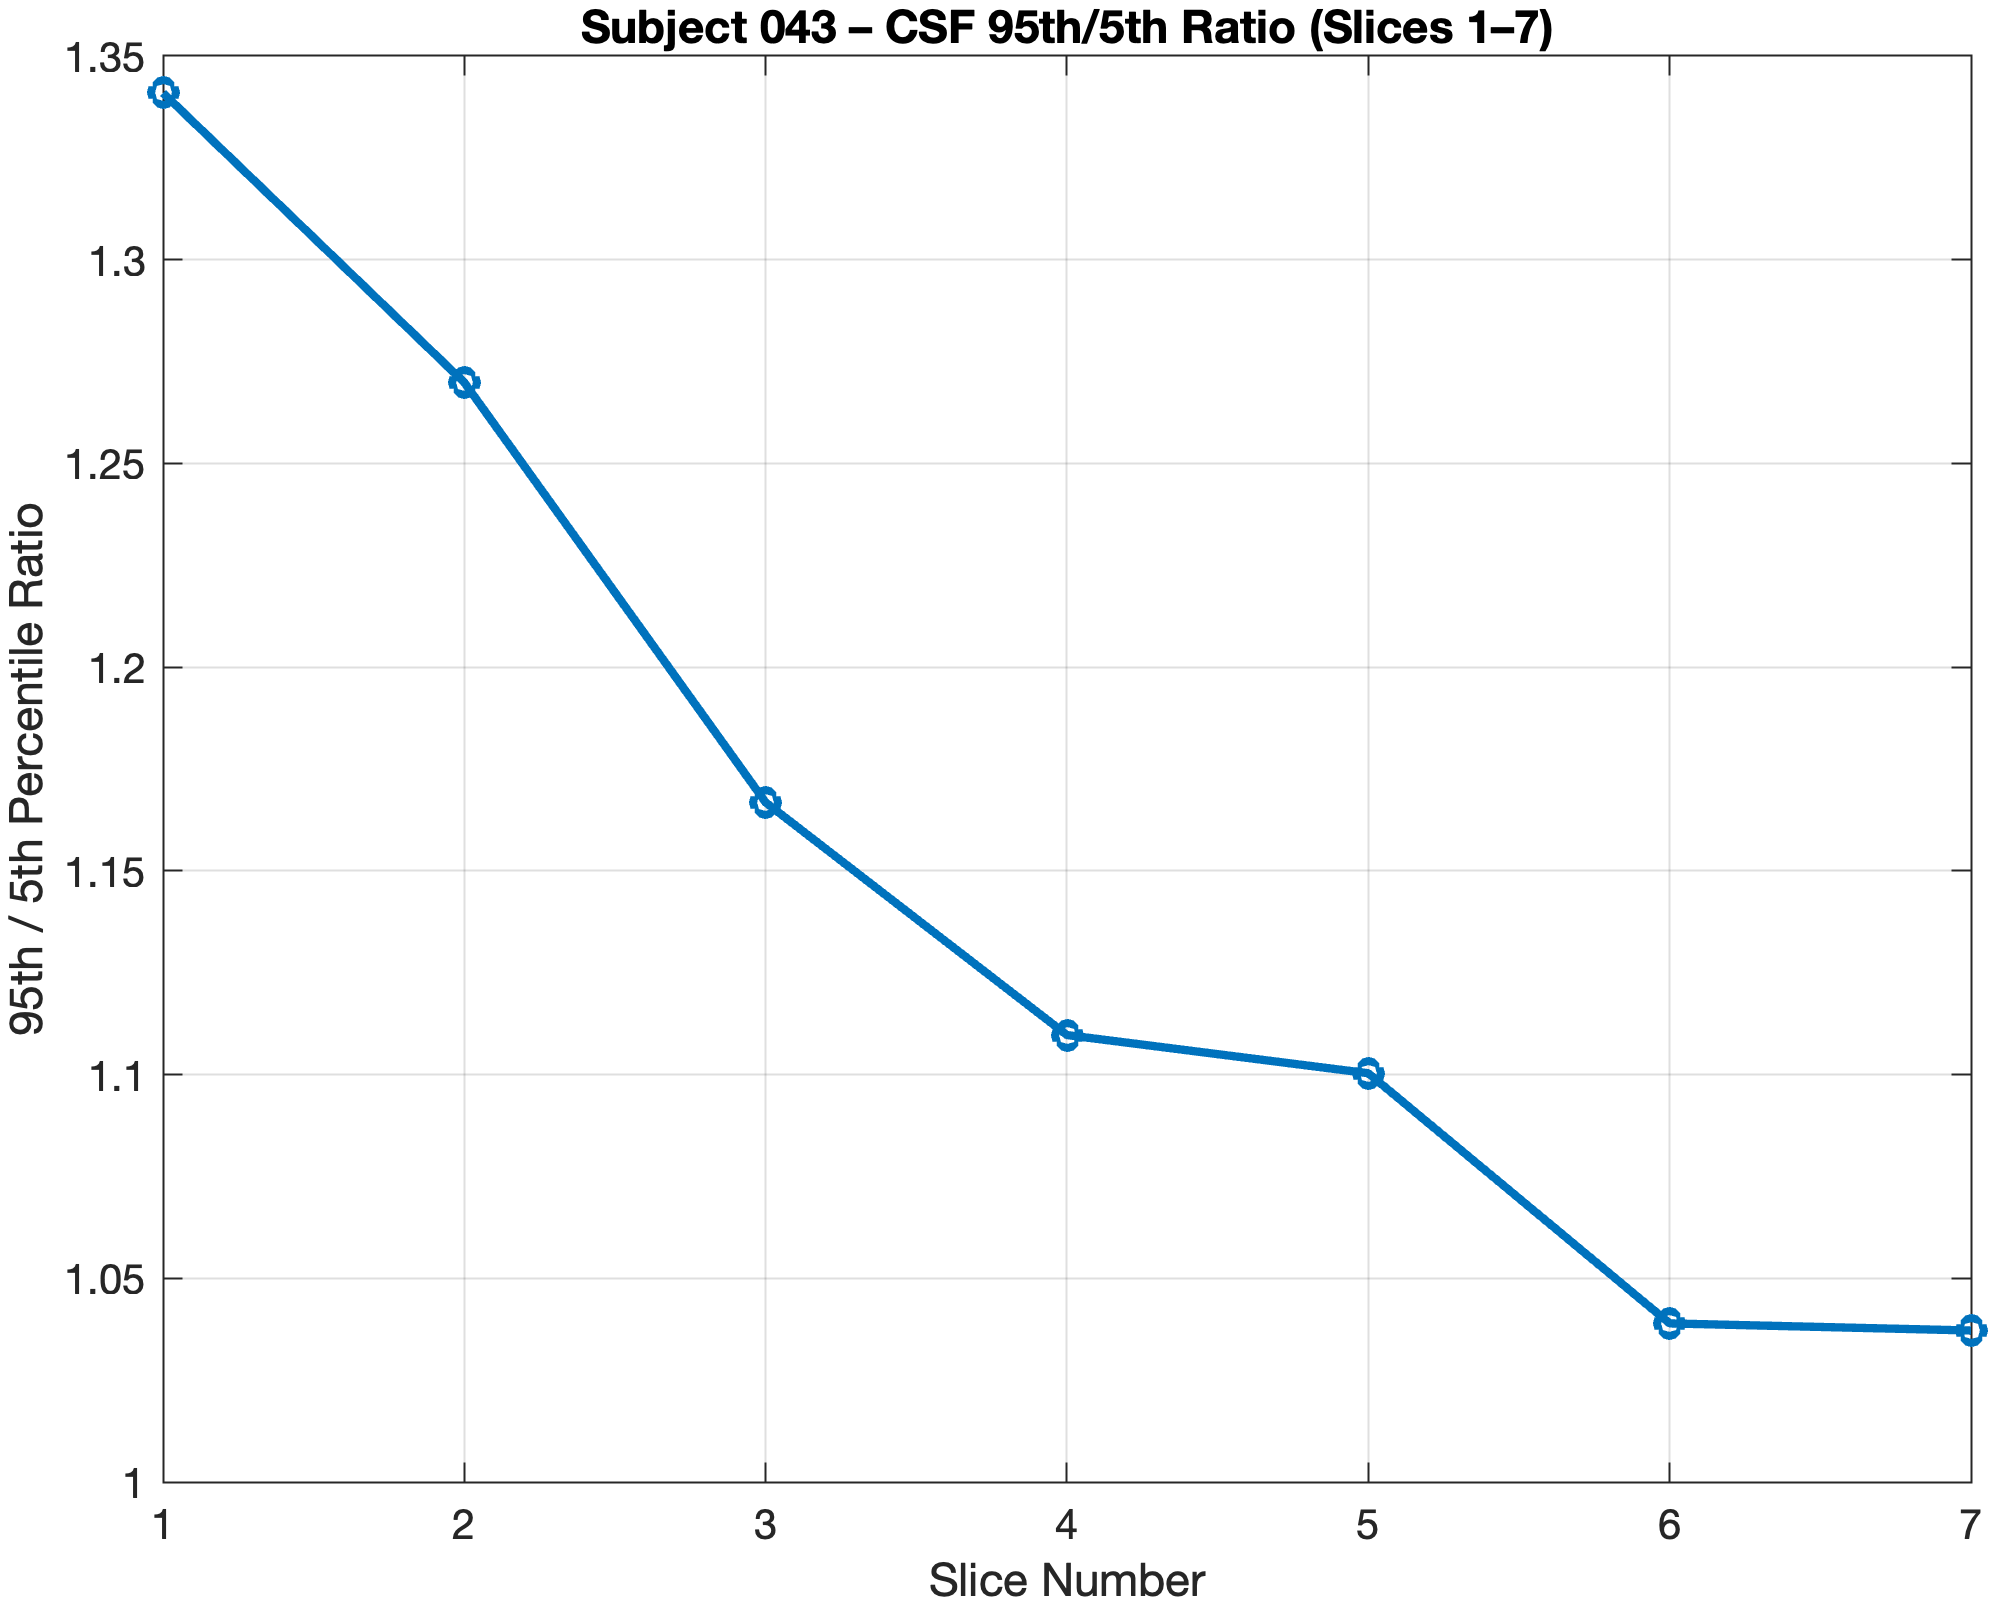 Subject 043 – CSF 95th/5th Ratio (Slices 1–7)
95th / 5th Percentile Ratio
1.35
1.3
1.25
1.2
1.15
1.1
1.05
1
1 2 3 4 5 6 7
Slice Number